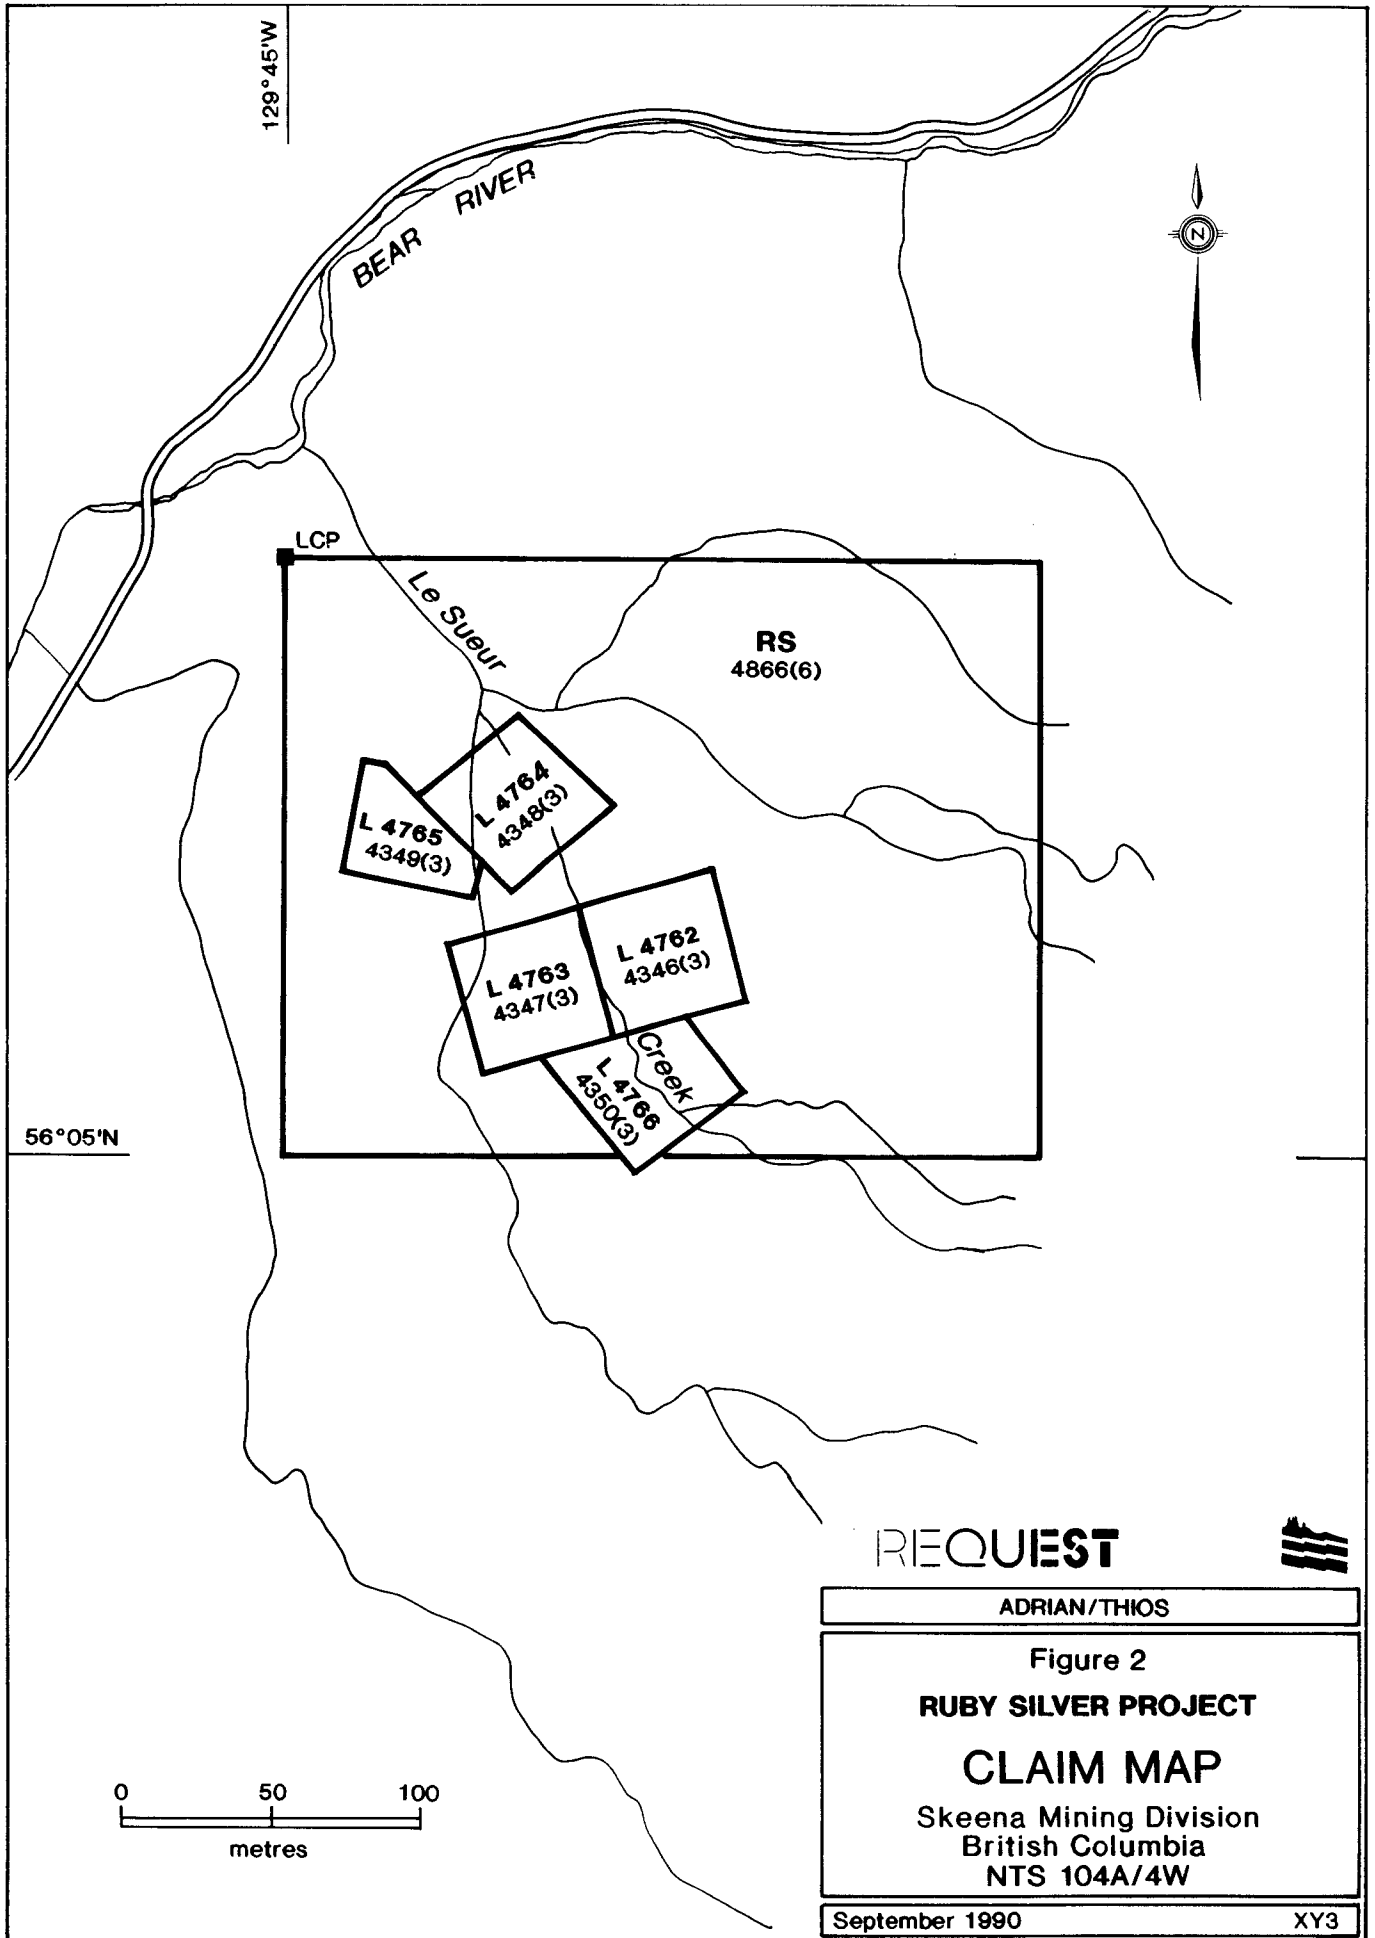 129°45'W
BEAR RIVER
N
LCP
Le Sueur
RS
4866(6)
L 4764
4348(3)
L 4765
4349(3)
L 4762
4346(3)
L 4763
4347(3)
Creek
L 4766
4350(3)
56°05'N
REQUEST
ADRIAN/THIOS
Figure 2
RUBY SILVER PROJECT
CLAIM MAP
Skeena Mining Division
British Columbia
NTS 104A/4W
September 1990 XY3
0 50 100
metres